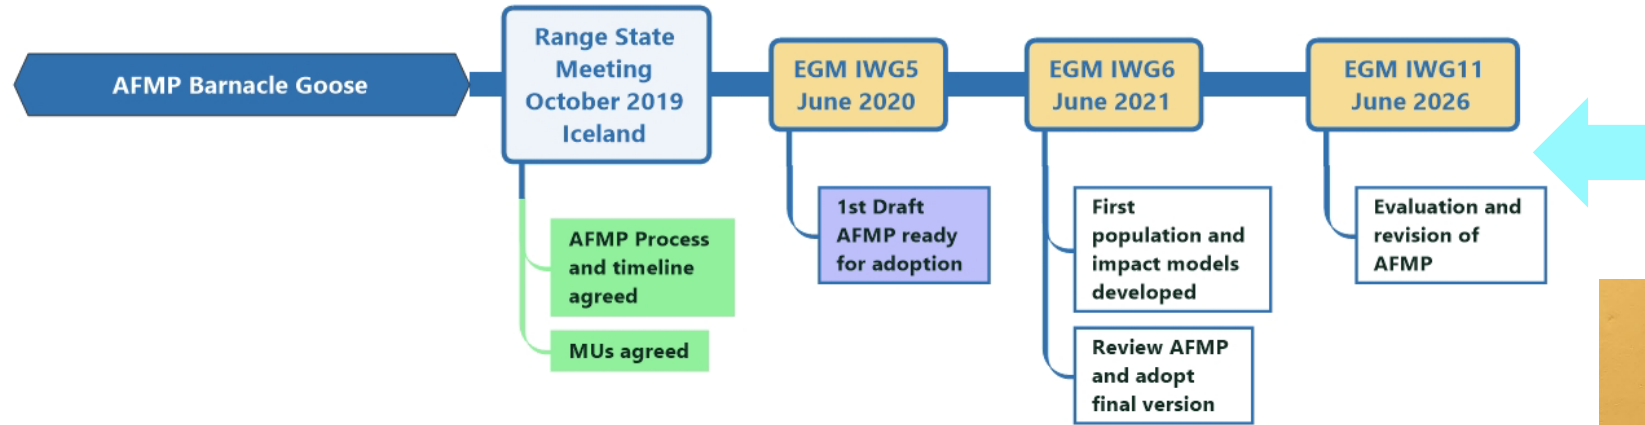 AFMP Barnacle Goose
Range State
Meeting
October 2019
Iceland
AFMP Process
and timeline
agreed
MUs agreed
EGM IWG5
June 2020
1st Draft
AFMP ready
for adoption
EGM IWG6
June 2021
First
population and
impact models
developed
Review AFMP
and adopt
final version
EGM IWG11
June 2026
Evaluation and
revision of
AFMP